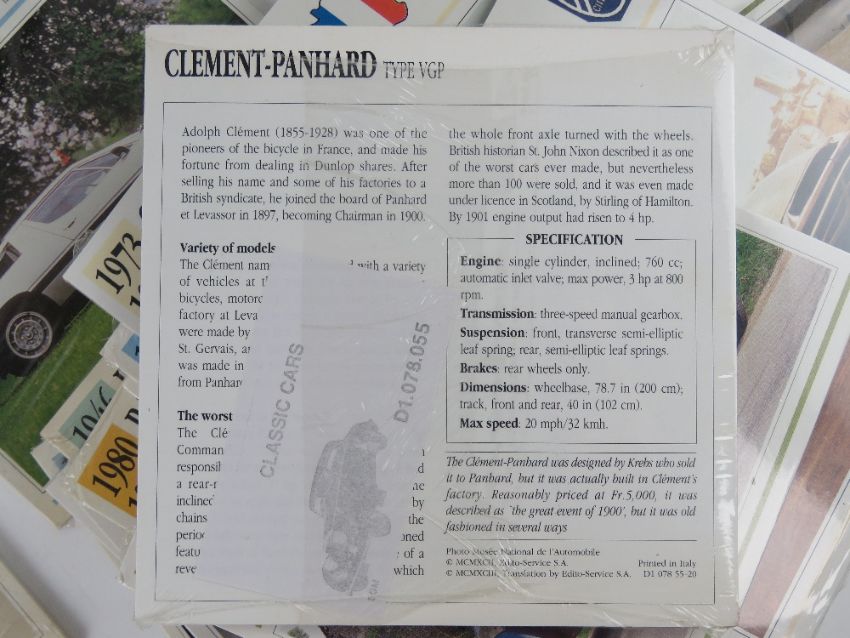 CLEMENT-PANHARD TYPE VGP
Adolph Clément (1855-1928) was one of the
pioneers of the bicycle in France, and made his
fortune from dealing in Dunlop shares. After
selling his name and some of his factories to a
British syndicate, he joined the board of Panhard
et Levassor in 1897, becoming Chairman in 1900.
Variety of models
The Clément nam with a variety
of vehicles at t
bicycles, motorc
factory at Leva
were made by
St. Gervais, a
was made in
from Panhar
The worst
The Clé
Comman
responsil
a rear-r
inclined by
chains the
perio oned
featu of a
reve which
the whole front axle turned with the wheels.
British historian St. John Nixon described it as one
of the worst cars ever made, but nevertheless
more than 100 were sold, and it was even made
under licence in Scotland, by Stirling of Hamilton.
By 1901 engine output had risen to 4 hp.
SPECIFICATION
Engine: single cylinder, inclined; 760 cc;
automatic inlet valve; max power, 3 hp at 800
rpm.
Transmission: three-speed manual gearbox.
Suspension: front, transverse semi-elliptic
leaf spring; rear, semi-elliptic leaf springs.
Brakes: rear wheels only.
Dimensions: wheelbase, 78.7 in (200 cm);
track, front and rear, 40 in (102 cm).
Max speed: 20 mph/32 kmh.
The Clément-Panhard was designed by Krebs who sold
it to Panhard, but it was actually built in Clément's
factory. Reasonably priced at Fr.5,000, it was
described as 'the great event of 1900', but it was old
fashioned in several ways
Photo Musée National de l'Automobile
© MCMXCII, Edito-Service S.A. Printed in Italy
© MCMXCIII, Translation by Edito-Service S.A. D1 078 55-20
CLASSIC CARS
D1.078.055
1973
1946
1980